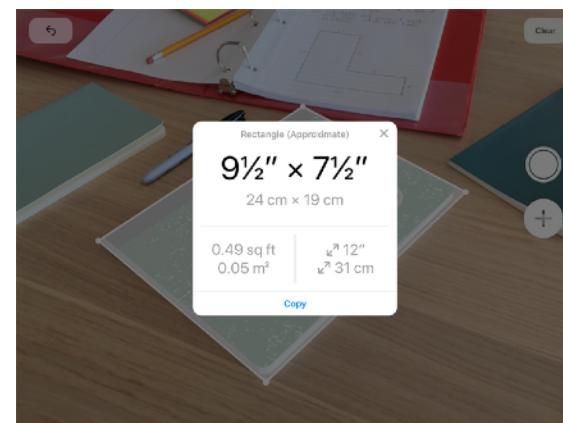 Clear
Rectangle (Approximate)
9½″ × 7½″
24 cm × 19 cm
0.49 sq ft
0.05 m²
12″
31 cm
Copy